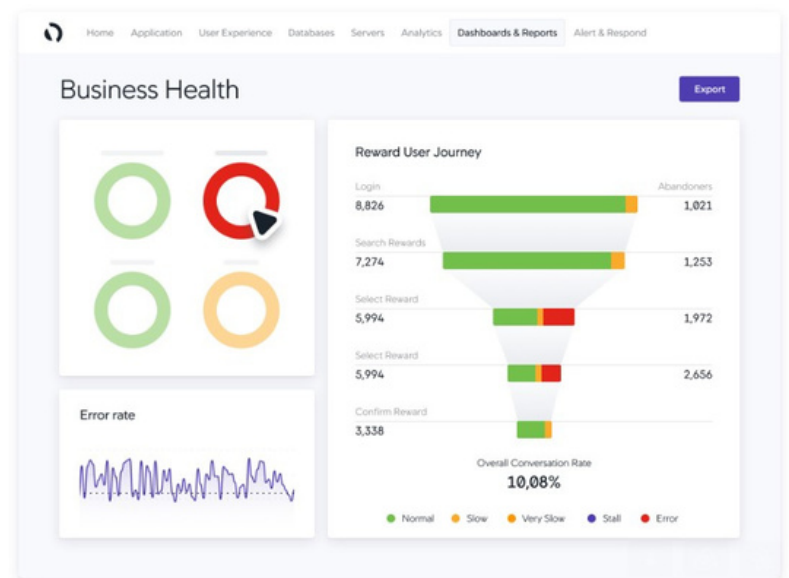 Home Application User Experience Databases Servers Analytics Dashboards & Reports Alert & Respond
Business Health
Export
Reward User Journey
Login Abandoners
8,826 1,021
Search Rewards
7,274 1,253
Select Reward
5,994 1,972
Select Reward
5,994 2,656
Confirm Reward
3,338
Overall Conversation Rate
10,08%
Normal Slow Very Slow Stall Error
Error rate